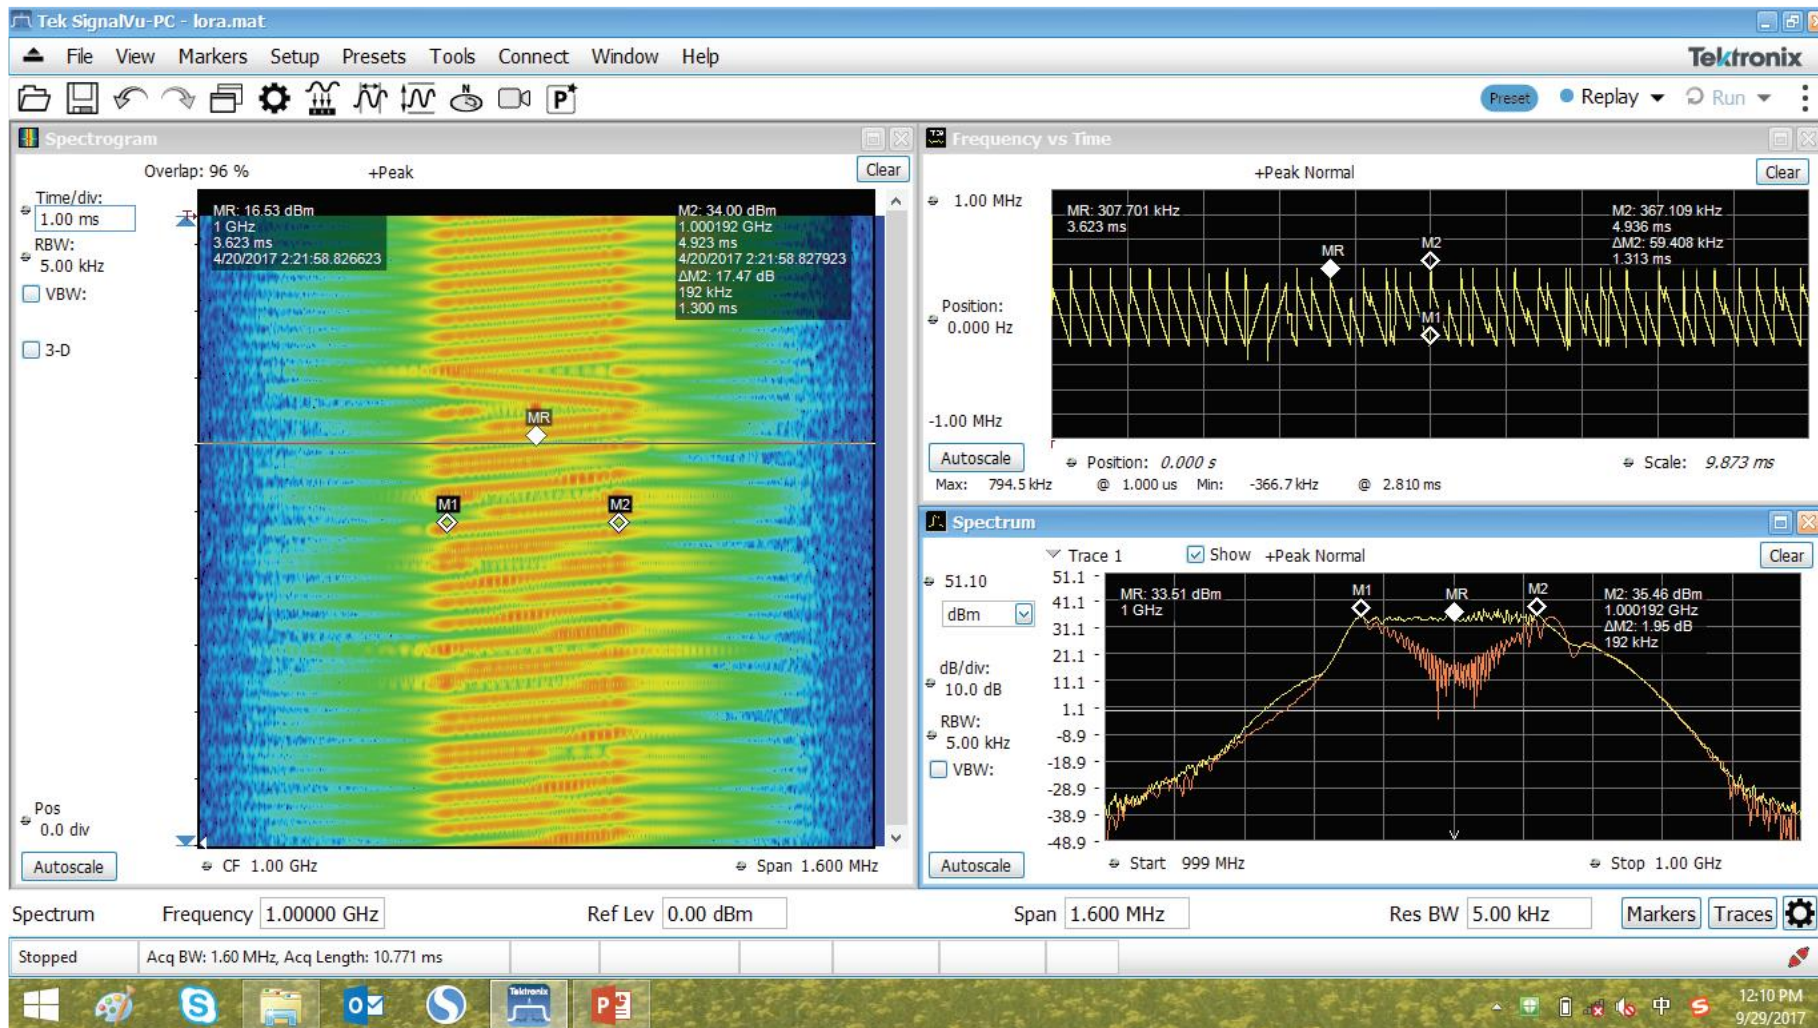 Tek SignalVu-PC - lora.mat
File View Markers Setup Presets Tools Connect Window Help
Tektronix
N
P
Preset
Replay
Run
Spectrogram
Overlap: 96 %
+Peak
Clear
Time/div:
1.00 ms
RBW:
5.00 kHz
VBW:
3-D
Pos
0.0 div
Autoscale
T
MR: 16.53 dBm
1 GHz
3.623 ms
4/20/2017 2:21:58.826623
M2: 34.00 dBm
1.000192 GHz
4.923 ms
4/20/2017 2:21:58.827923
ΔM2: 17.47 dB
192 kHz
1.300 ms
MR
M1
M2
CF 1.00 GHz
Span 1.600 MHz
Frequency vs Time
+Peak Normal
Clear
1.00 MHz
Position:
0.000 Hz
-1.00 MHz
Autoscale
MR: 307.701 kHz
3.623 ms
M2: 367.109 kHz
4.936 ms
ΔM2: 59.408 kHz
1.313 ms
MR
M2
M1
Position: 0.000 s
Scale: 9.873 ms
Max: 794.5 kHz @ 1.000 us Min: -366.7 kHz @ 2.810 ms
Spectrum
Trace 1
Show
+Peak Normal
Clear
51.10
dBm
dB/div:
10.0 dB
RBW:
5.00 kHz
VBW:
Autoscale
51.1
41.1
31.1
21.1
11.1
1.1
-8.9
-18.9
-28.9
-38.9
-48.9
MR: 33.51 dBm
1 GHz
M1
MR
M2
M2: 35.46 dBm
1.000192 GHz
ΔM2: 1.95 dB
192 kHz
Start 999 MHz
Stop 1.00 GHz
Spectrum
Frequency 1.00000 GHz
Ref Lev 0.00 dBm
Span 1.600 MHz
Res BW 5.00 kHz
Markers
Traces
Stopped
Acq BW: 1.60 MHz, Acq Length: 10.771 ms
Tektronix
中
12:10 PM
9/29/2017